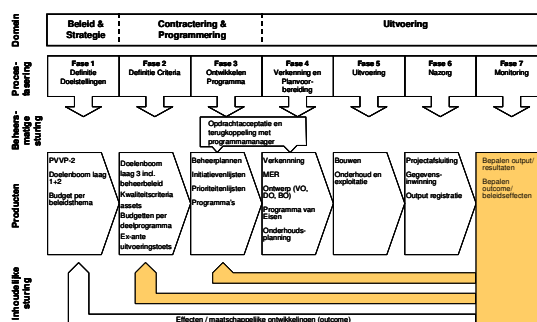 Domein
Beleid &
Strategie
Contractering &
Programmering
Uitvoering
Proces-
fasering
Fase 1
Definitie
Doelstellingen
Fase 2
Definitie Criteria
Fase 3
Ontwikkelen
Programma
Fase 4
Verkenning en
Planvoor-
bereiding
Fase 5
Uitvoering
Fase 6
Nazorg
Fase 7
Monitoring
Beheers-
matige
sturing
Opdrachtacceptatie en
terugkoppeling met
programmamanager
Producten
PVVP-2
Doelenboom laag
1+2
Budget per
beleidsthema
Doelenboom
laag 3 incl.
beheerbeleid
Kwaliteitscriteria
assets
Budgetten per
deelprogramma
Ex-ante
uitvoeringstoets
Beheerplannen
Initiatievenlijsten
Prioriteitenlijsten
Programma's
Verkenning
MER
Ontwerp (VO,
DO, BO)
Programma van
Eisen
Onderhouds-
planning
Bouwen
Onderhoud en
exploitatie
Projectafsluiting
Gegevens-
inwinning
Output registratie
Bepalen output/
resultaten
Bepalen
outcome/
beleidseffecten
Inhoudelijke
sturing
Effecten / maatschappelijke ontwikkelingen (outcome)